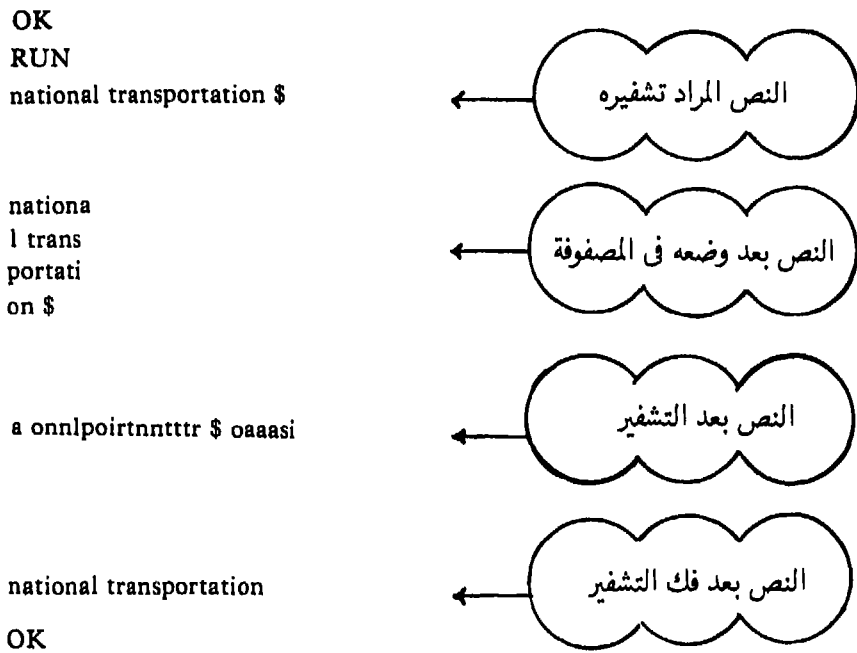 OK
RUN
national transportation $
النص المراد تشفيره
nationa
l trans
portati
on $
النص بعد وضعه فى المصفوفة
a onnlpoirtnntttr $ oaaasi
النص بعد التشفير
national transportation
النص بعد فك التشفير
OK